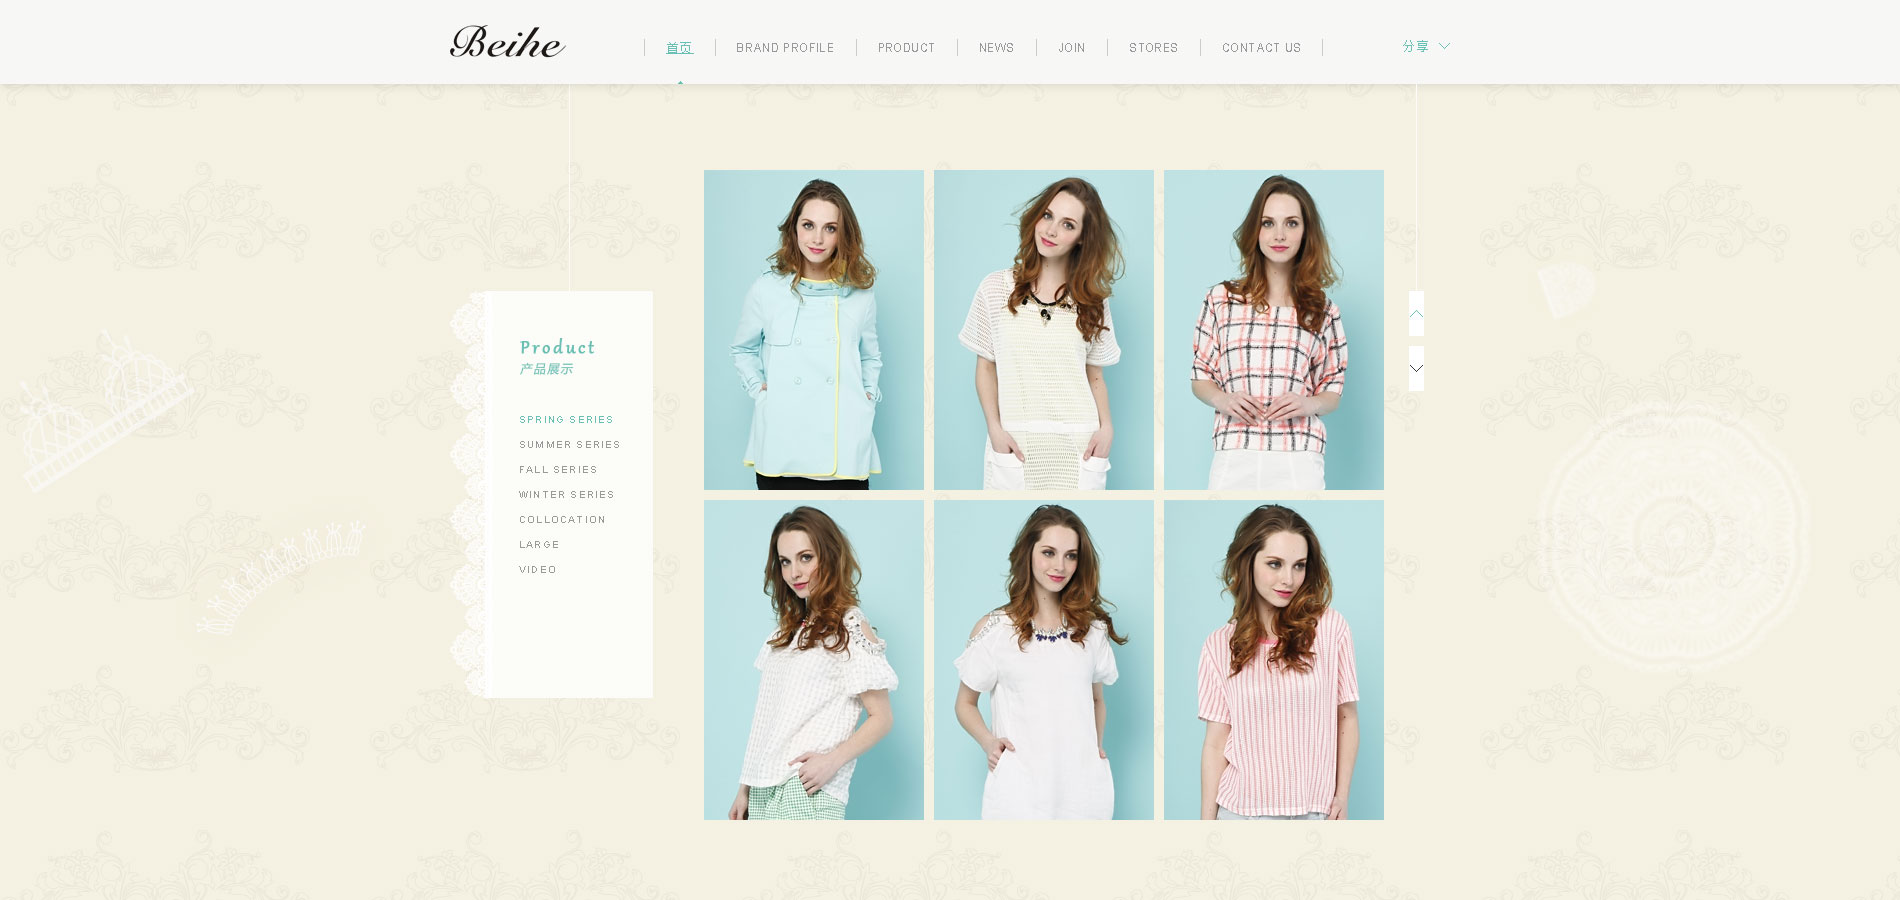 Beihe
首页
BRAND PROFILE
PRODUCT
NEWS
JOIN
STORES
CONTACT US
分享
Product
产品展示
SPRING SERIES
SUMMER SERIES
FALL SERIES
WINTER SERIES
COLLOCATION
LARGE
VIDEO